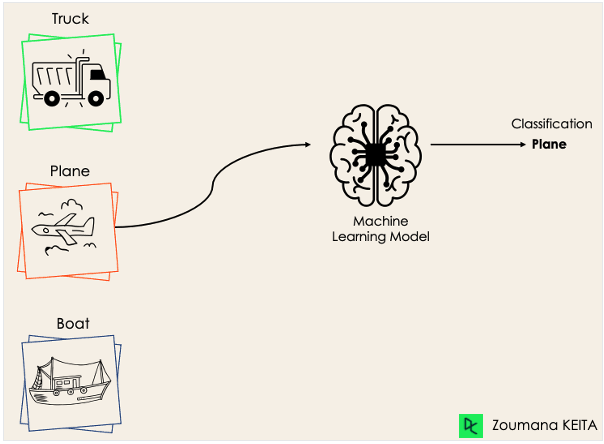 Truck
Plane
Boat
Machine
Learning Model
Classification
Plane
Zoumana KEITA